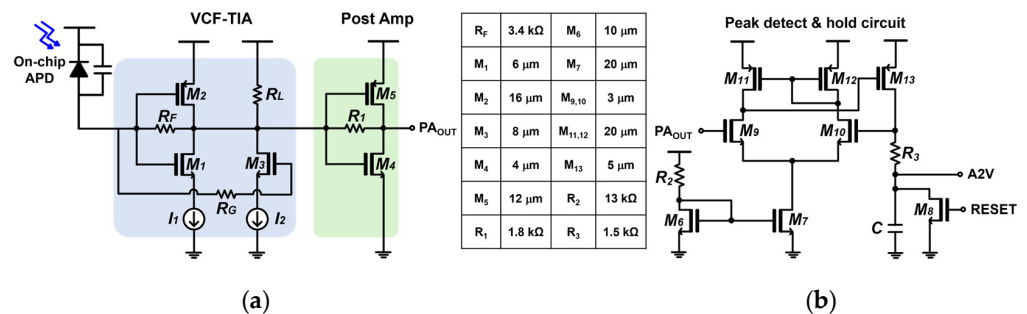 VCF-TIA
Post Amp
On-chip
APD
M2
RL
RF
M1
M3
RG
I1
I2
M5
R1
M4
PAOUT
RF 3.4 kΩ M6 10 μm
M1 6 μm M7 20 μm
M2 16 μm M9,10 3 μm
M3 8 μm M11,12 20 μm
M4 4 μm M13 5 μm
M5 12 μm R2 13 kΩ
R1 1.8 kΩ R3 1.5 kΩ
Peak detect & hold circuit
M11
M12
M13
PAOUT
M9
M10
R3
R2
A2V
M6
M7
M8
RESET
C
(a)
(b)